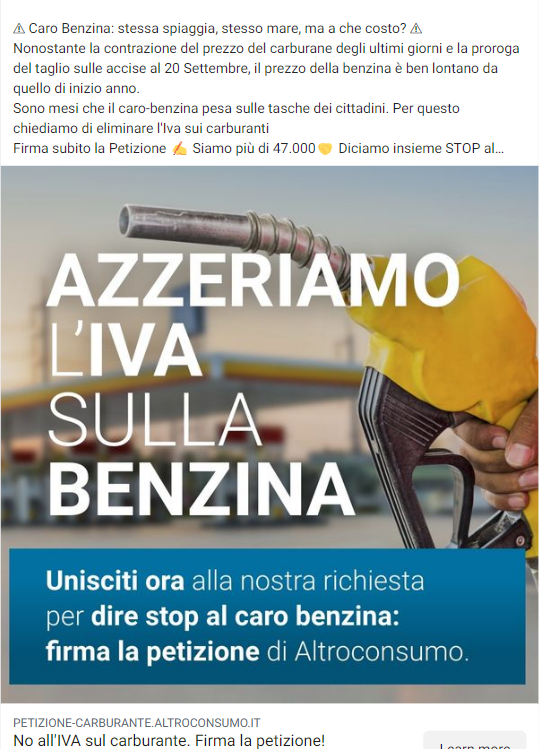 ⚠ Caro Benzina: stessa spiaggia, stesso mare, ma a che costo? ⚠
Nonostante la contrazione del prezzo del carburane degli ultimi giorni e la proroga
del taglio sulle accise al 20 Settembre, il prezzo della benzina è ben lontano da
quello di inizio anno.
Sono mesi che il caro-benzina pesa sulle tasche dei cittadini. Per questo
chiediamo di eliminare l'Iva sui carburanti
Firma subito la Petizione ✍ Siamo più di 47.000🤛 Diciamo insieme STOP al...
AZZERIAMO
L'IVA
SULLA
BENZINA
Unisciti ora alla nostra richiesta
per dire stop al caro benzina:
firma la petizione di Altroconsumo.
PETIZIONE-CARBURANTE.ALTROCONSUMO.IT
No all'IVA sul carburante. Firma la petizione!
Learn more